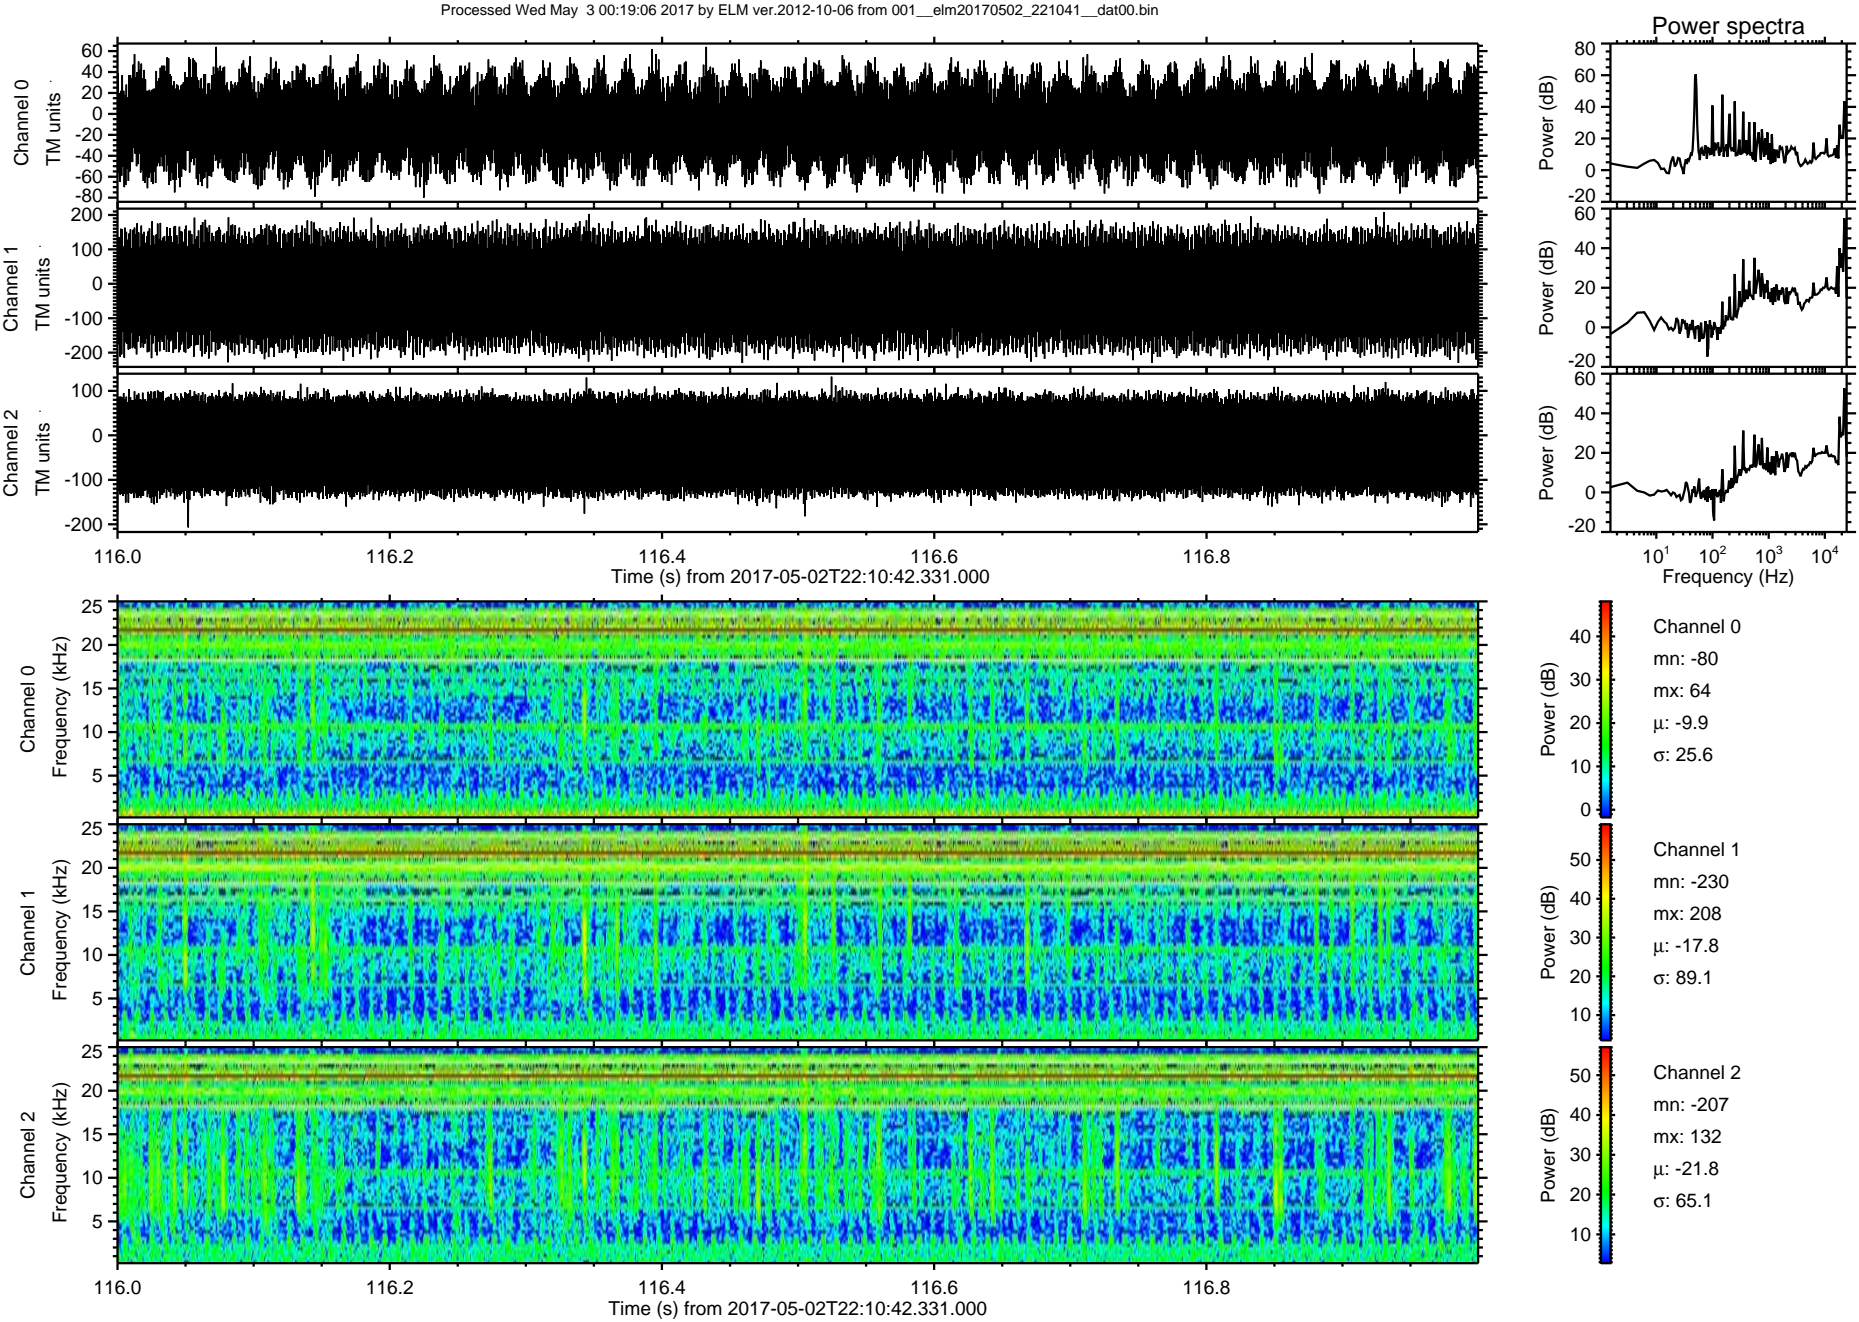 Processed Wed May  3 00:19:06 2017 by ELM ver.2012-10-06 from 001__elm20170502_221041__dat00.bin
Power spectra
Channel 0
TM units
60
40
20
0
-20
-40
-60
-80
Power (dB)
80
60
40
20
0
-20
Channel 1
TM units
200
100
0
-100
-200
Power (dB)
60
40
20
0
-20
Channel 2
TM units
100
0
-100
-200
Power (dB)
60
40
20
0
-20
116.0 116.2 116.4 116.6 116.8
Time (s) from 2017-05-02T22:10:42.331.000
10^1 10^2 10^3 10^4
Frequency (Hz)
Channel 0
Frequency (kHz)
25
20
15
10
5
Power (dB)
40
30
20
10
0
Channel 0
mn: -80
mx: 64
μ: -9.9
σ: 25.6
Channel 1
Frequency (kHz)
25
20
15
10
5
Power (dB)
50
40
30
20
10
Channel 1
mn: -230
mx: 208
μ: -17.8
σ: 89.1
Channel 2
Frequency (kHz)
25
20
15
10
5
Power (dB)
50
40
30
20
10
Channel 2
mn: -207
mx: 132
μ: -21.8
σ: 65.1
116.0 116.2 116.4 116.6 116.8
Time (s) from 2017-05-02T22:10:42.331.000